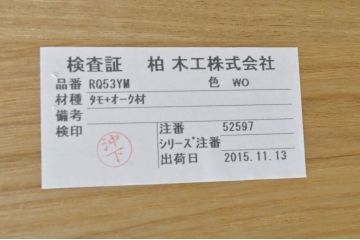 検査証 柏木工株式会社
品番 RQ53YM 色 WO
材種 タモ+オーク材
備考
検印 注番 52597
沖下
シリーズ注番
出荷日 2015.11.13